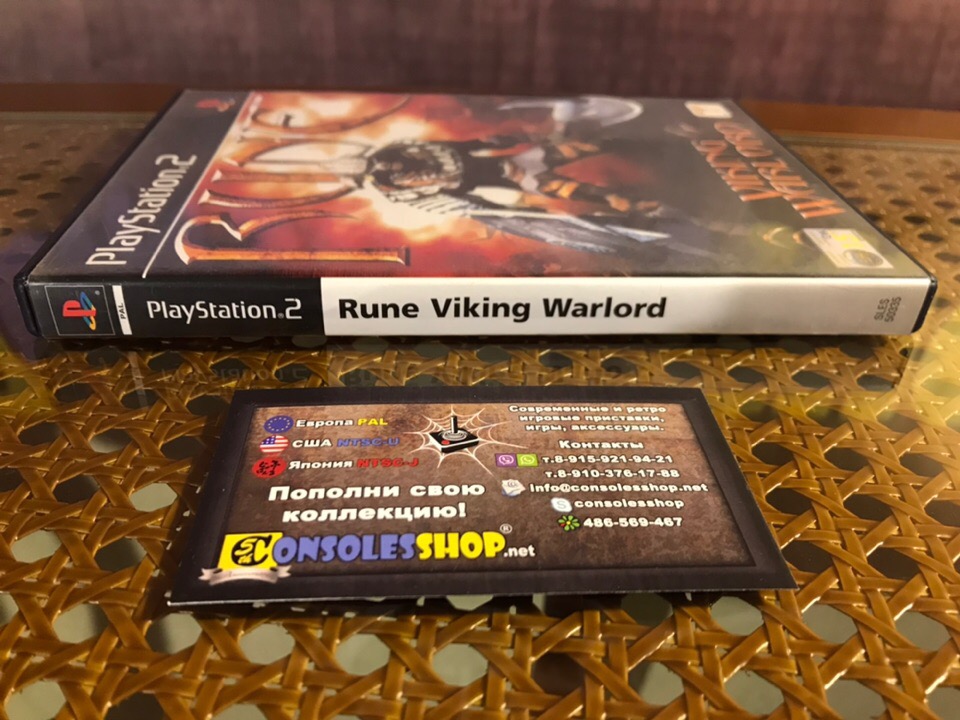 PlayStation.2
RUNE
VIKING
WARLORD
PAL
PlayStation.2
Rune Viking Warlord
SLES
50335
Европа PAL
США NTSC-U
Япония NTSC-J
Пополни свою
коллекцию!
CONSOLESSHOP.net
®
Современные и ретро
игровые приставки,
игры, аксессуары.
Контакты
т.8-915-921-94-21
т.8-910-376-17-88
info@consolesshop.net
consolesshop
486-569-467